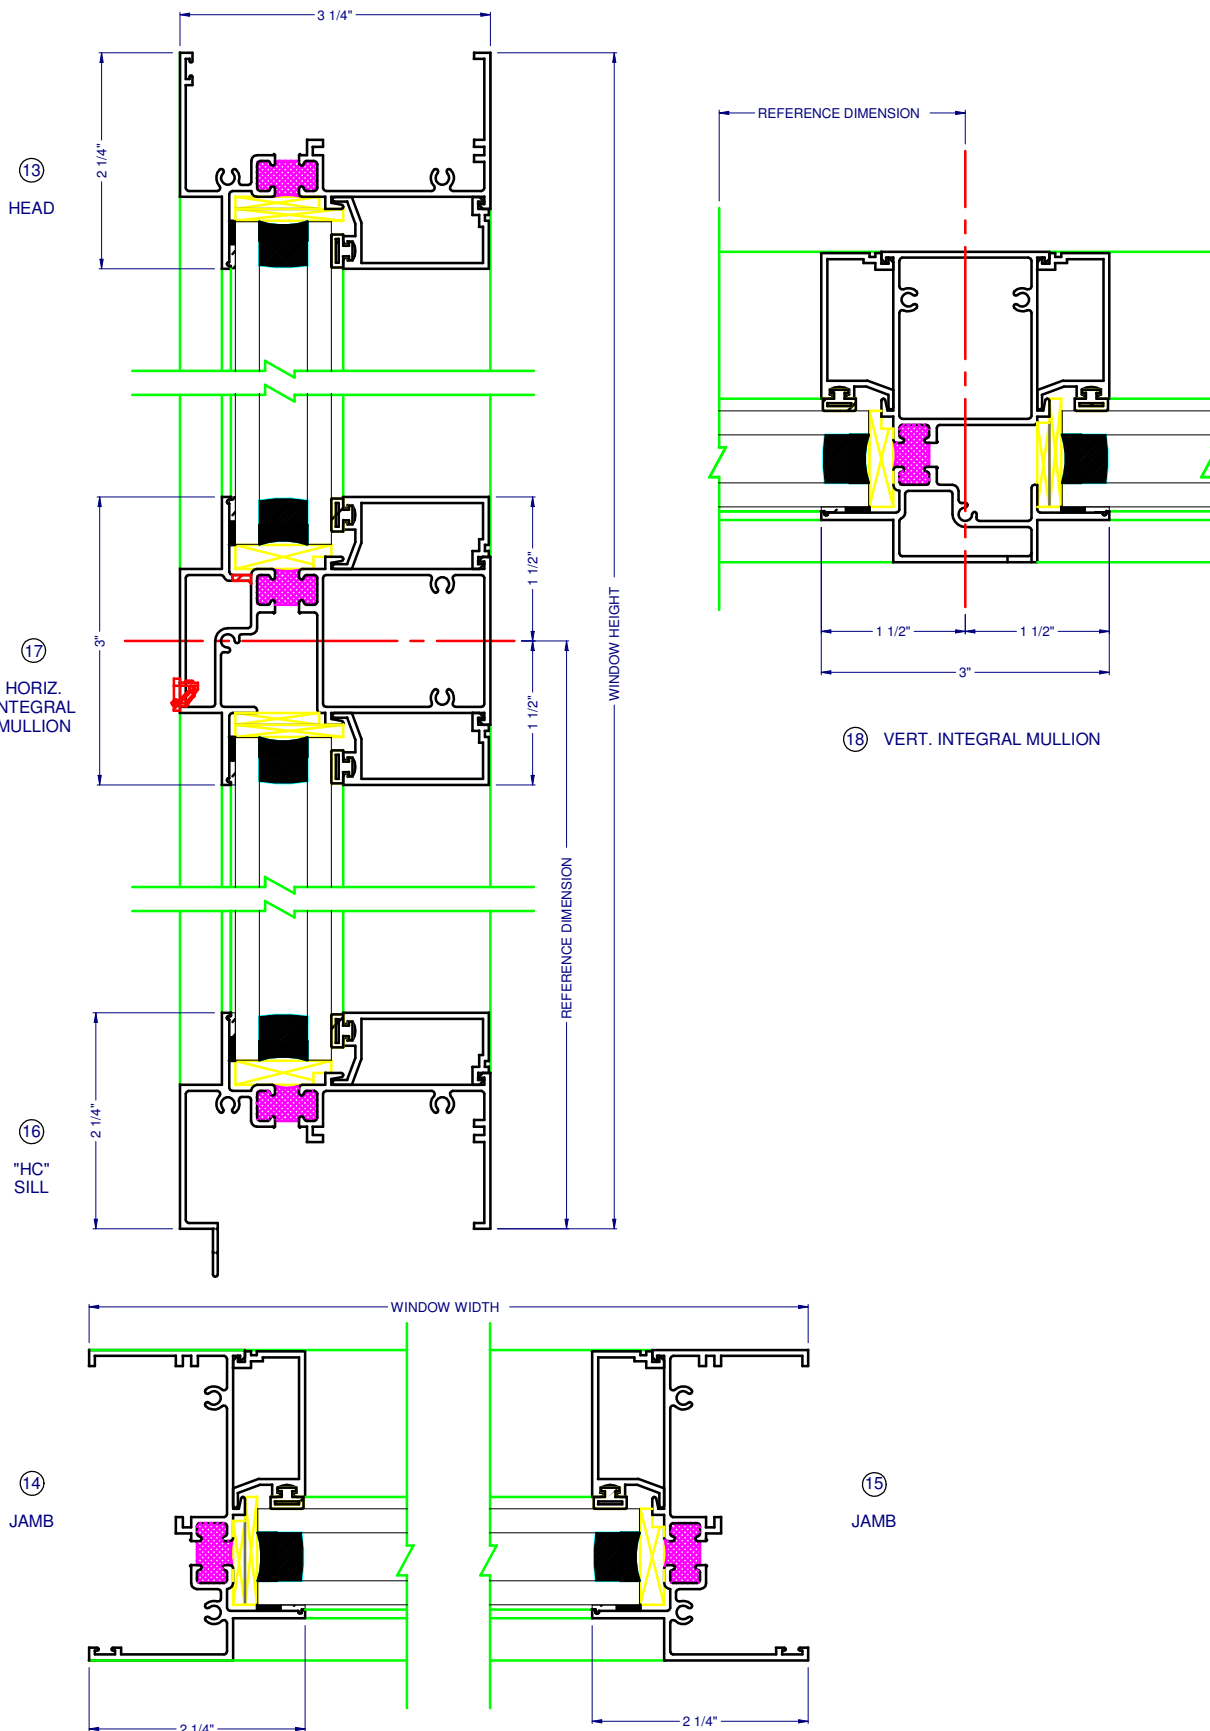 3 1/4"
2 1/4"
13
HEAD
REFERENCE DIMENSION
1 1/2"
3"
WINDOW HEIGHT
17
HORIZ.
INTEGRAL
MULLION
1 1/2"
1 1/2" 1 1/2"
3"
18 VERT. INTEGRAL MULLION
REFERENCE DIMENSION
2 1/4"
16
"HC"
SILL
WINDOW WIDTH
14
JAMB
15
JAMB
2 1/4"
2 1/4"